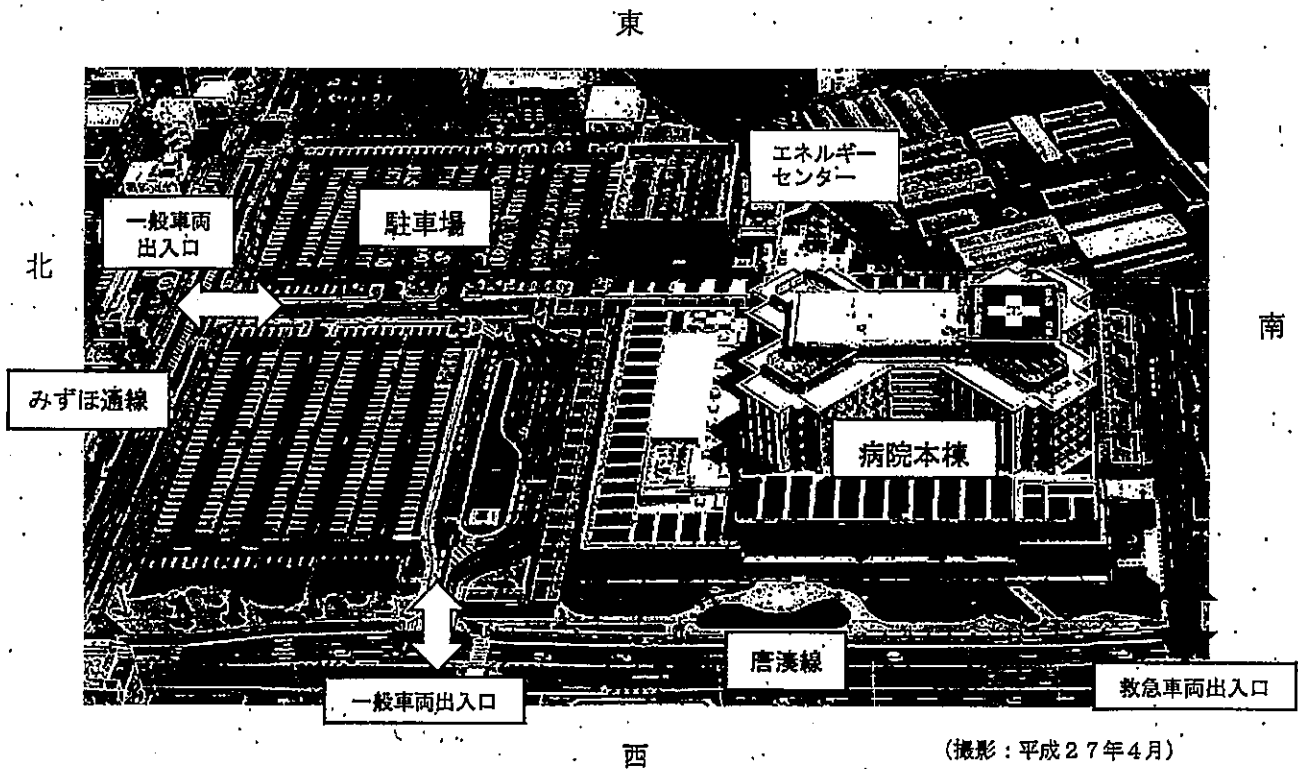 東
エネルギー
センター
一般車両
出入口
駐車場
北
南
みずほ通線
病院本棟
唐湊線
一般車両出入口
救急車両出入口
西
(撮影:平成27年4月)